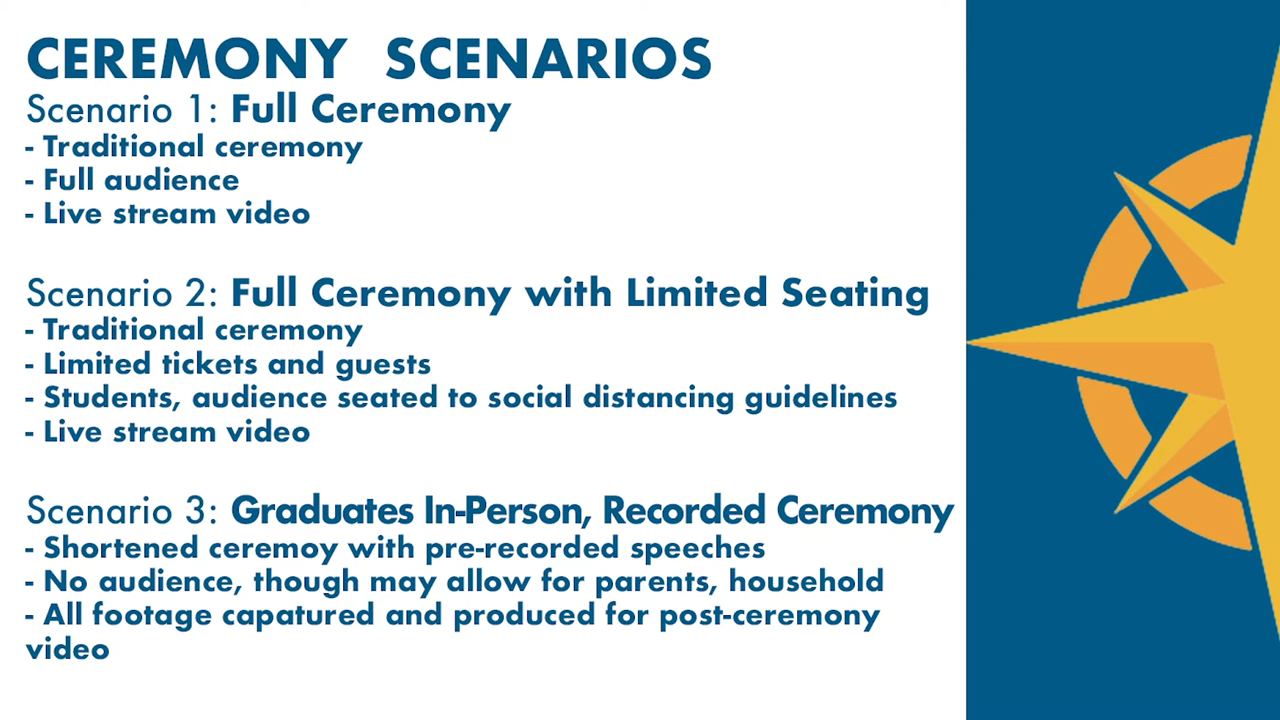 CEREMONY SCENARIOS
Scenario 1: Full Ceremony
- Traditional ceremony
- Full audience
- Live stream video
Scenario 2: Full Ceremony with Limited Seating
- Traditional ceremony
- Limited tickets and guests
- Students, audience seated to social distancing guidelines
- Live stream video
Scenario 3: Graduates In-Person, Recorded Ceremony
- Shortened ceremoy with pre-recorded speeches
- No audience, though may allow for parents, household
- All footage capatured and produced for post-ceremony
video